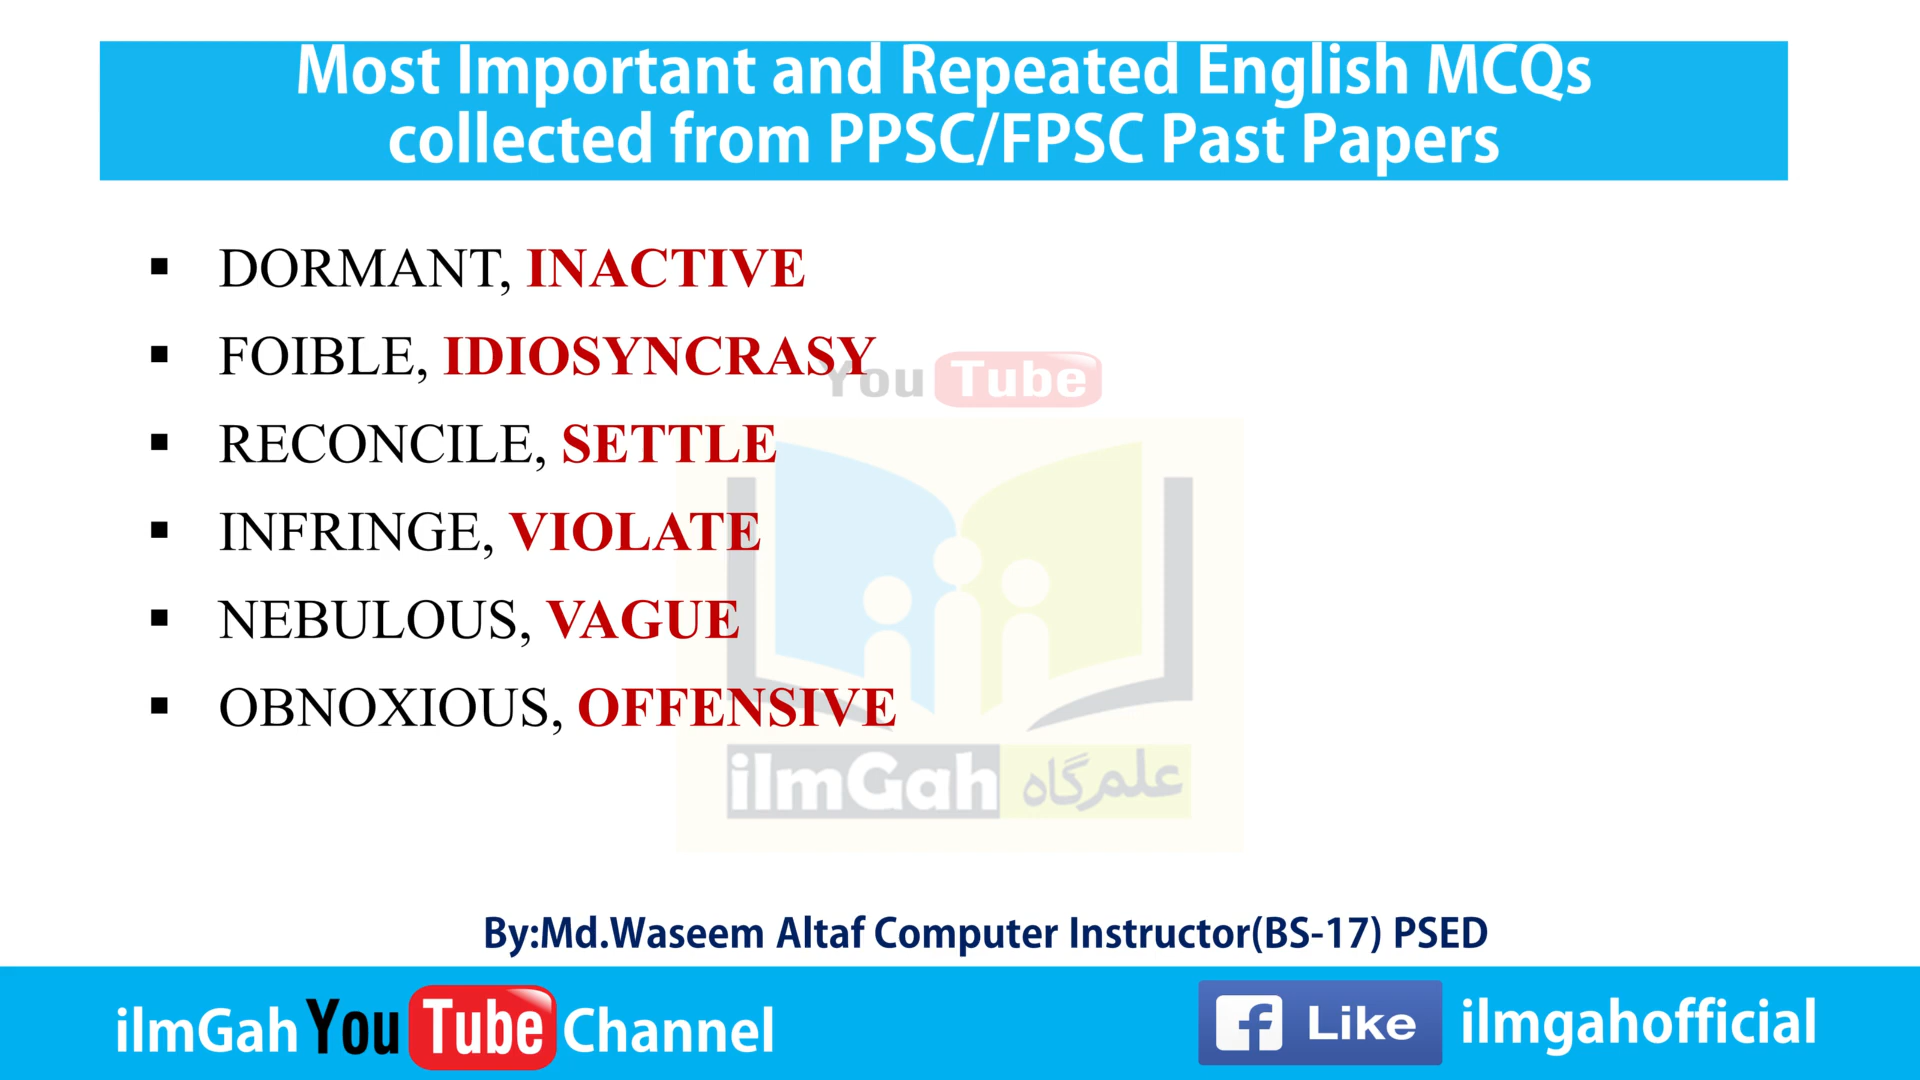 Most Important and Repeated English MCQs
collected from PPSC/FPSC Past Papers
▪ DORMANT, INACTIVE
▪ FOIBLE, IDIOSYNCRASY
YouTube
▪ RECONCILE, SETTLE
▪ INFRINGE, VIOLATE
▪ NEBULOUS, VAGUE
▪ OBNOXIOUS, OFFENSIVE
ilmGah علم گاہ
By:Md.Waseem Altaf Computer Instructor(BS-17) PSED
ilmGah YouTube Channel
f Like ilmgahofficial